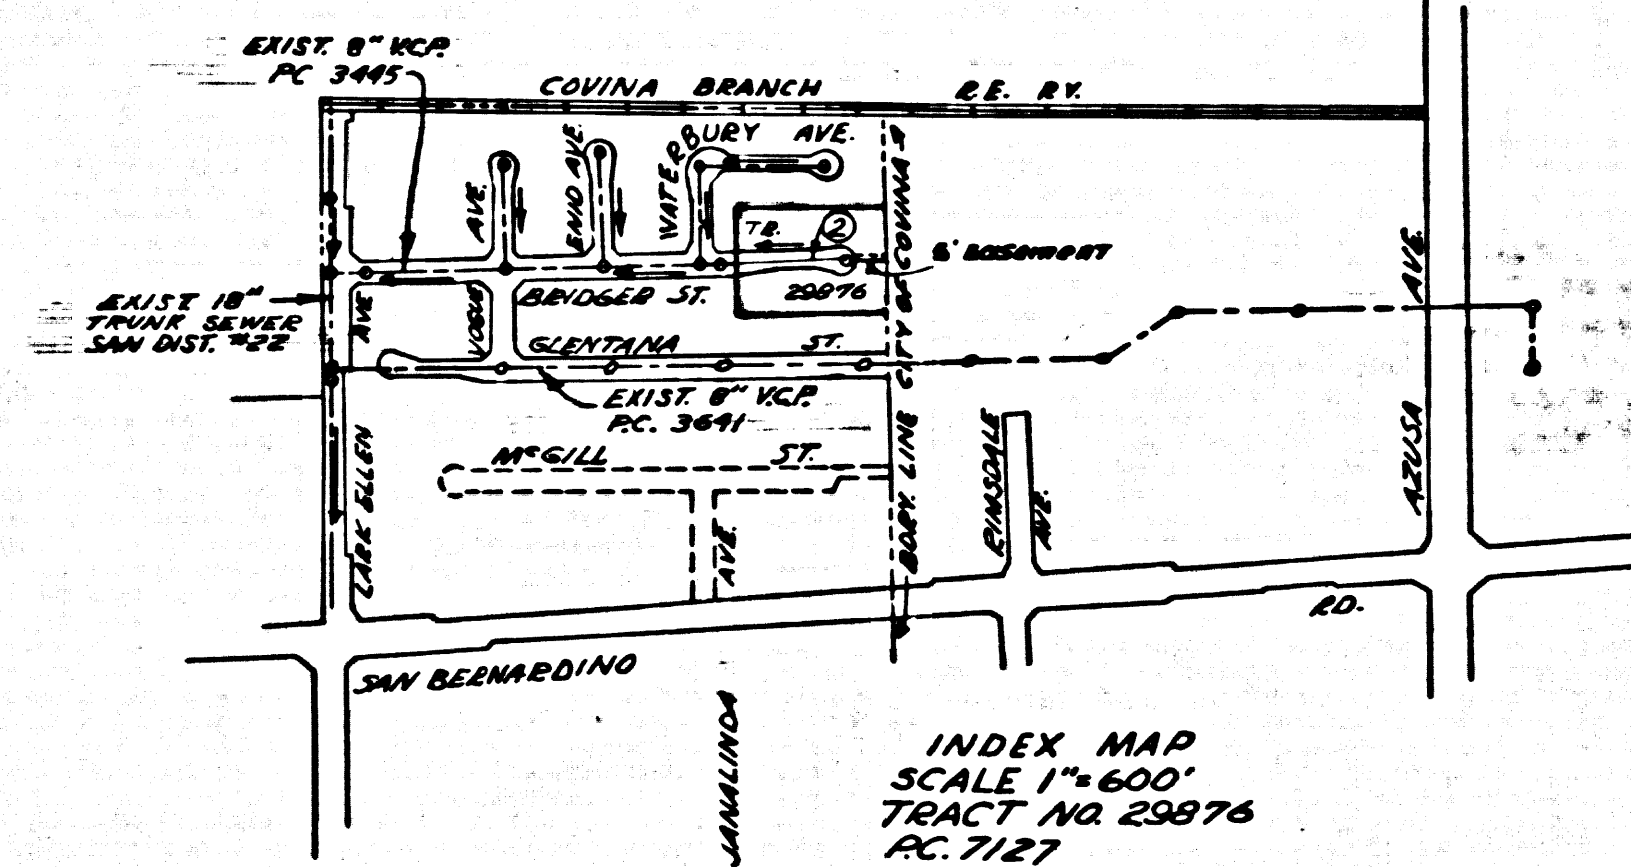 EXIST. 8" V.C.P.
PC 3445
COVINA BRANCH R.E. RY.
WATERBURY AVE.
ENID AVE.
AVE.
VOGUE
TR.
2
29876
BRIDGER ST.
CITY OF COVINA
BDRY. LINE
EXIST 18"
TRUNK SEWER
SAN DIST. #22
AVE
LARK ELLEN
GLENTANA ST.
EXIST. 8" V.C.P.
P.C. 3641
McGILL ST.
AVE.
JANALINDA
RIMSDALE
AVE.
AZUSA AVE.
SAN BERNARDINO RD.
INDEX MAP
SCALE 1"=600'
TRACT NO. 29876
P.C. 7127